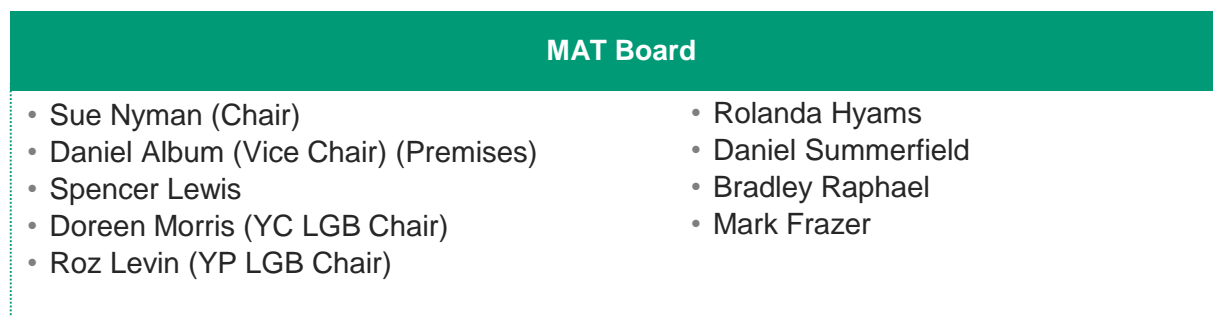 MAT Board
• Sue Nyman (Chair)
• Daniel Album (Vice Chair) (Premises)
• Spencer Lewis
• Doreen Morris (YC LGB Chair)
• Roz Levin (YP LGB Chair)
• Rolanda Hyams
• Daniel Summerfield
• Bradley Raphael
• Mark Frazer